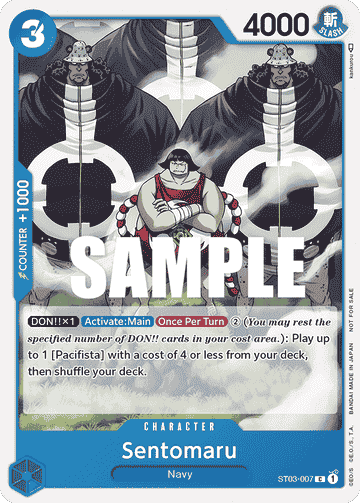 3
4000
斬
SLASH
kankurou
COUNTER +1000
SAMPLE
DON!!×1 Activate:Main Once Per Turn ② (You may rest the
specified number of DON!! cards in your cost area.): Play up
to 1 [Pacifista] with a cost of 4 or less from your deck,
then shuffle your deck.
CHARACTER
Sentomaru
Navy
ST03-007 C 1
©E.O/S. ©E.O./S., T.A. BANDAI MADE IN JAPAN NOT FOR SALE